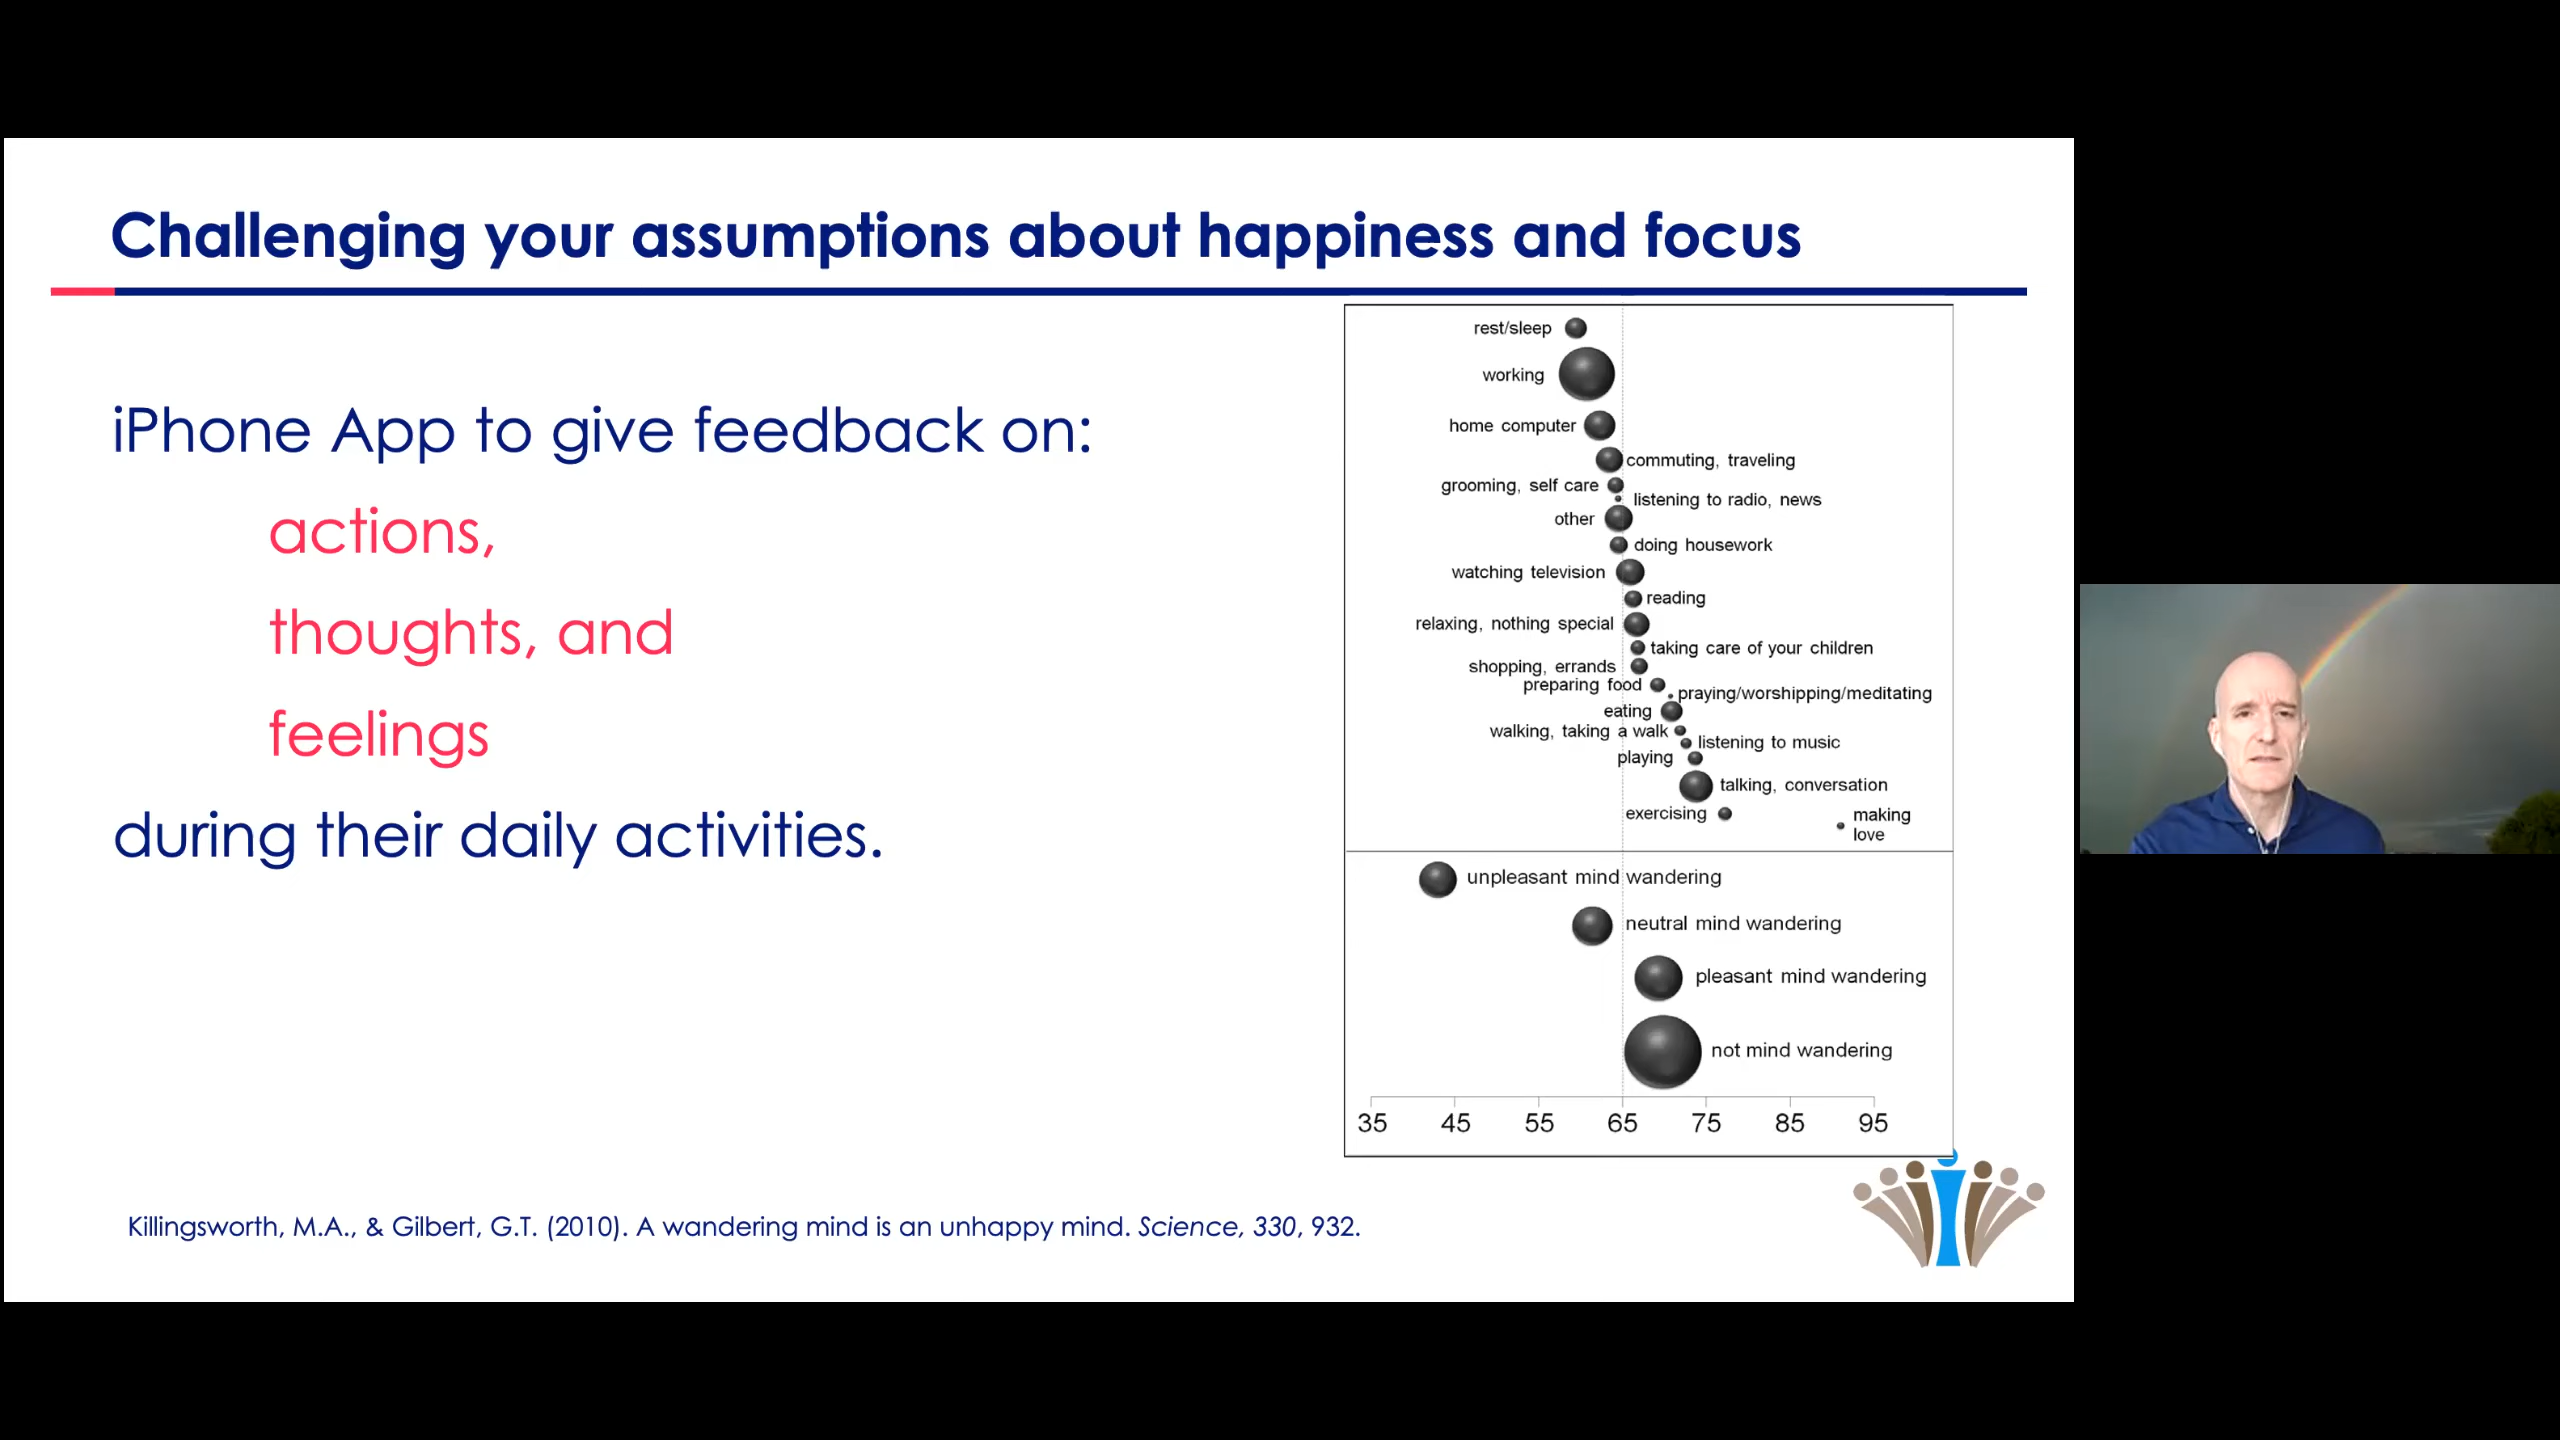 Challenging your assumptions about happiness and focus
iPhone App to give feedback on:
actions,
thoughts, and
feelings
during their daily activities.
rest/sleep
working
home computer
commuting, traveling
grooming, self care
listening to radio, news
other
doing housework
watching television
reading
relaxing, nothing special
taking care of your children
shopping, errands
preparing food
praying/worshipping/meditating
eating
walking, taking a walk
listening to music
playing
talking, conversation
exercising
making
love
unpleasant mind wandering
neutral mind wandering
pleasant mind wandering
not mind wandering
35 45 55 65 75 85 95
Killingsworth, M.A., & Gilbert, G.T. (2010). A wandering mind is an unhappy mind. Science, 330, 932.